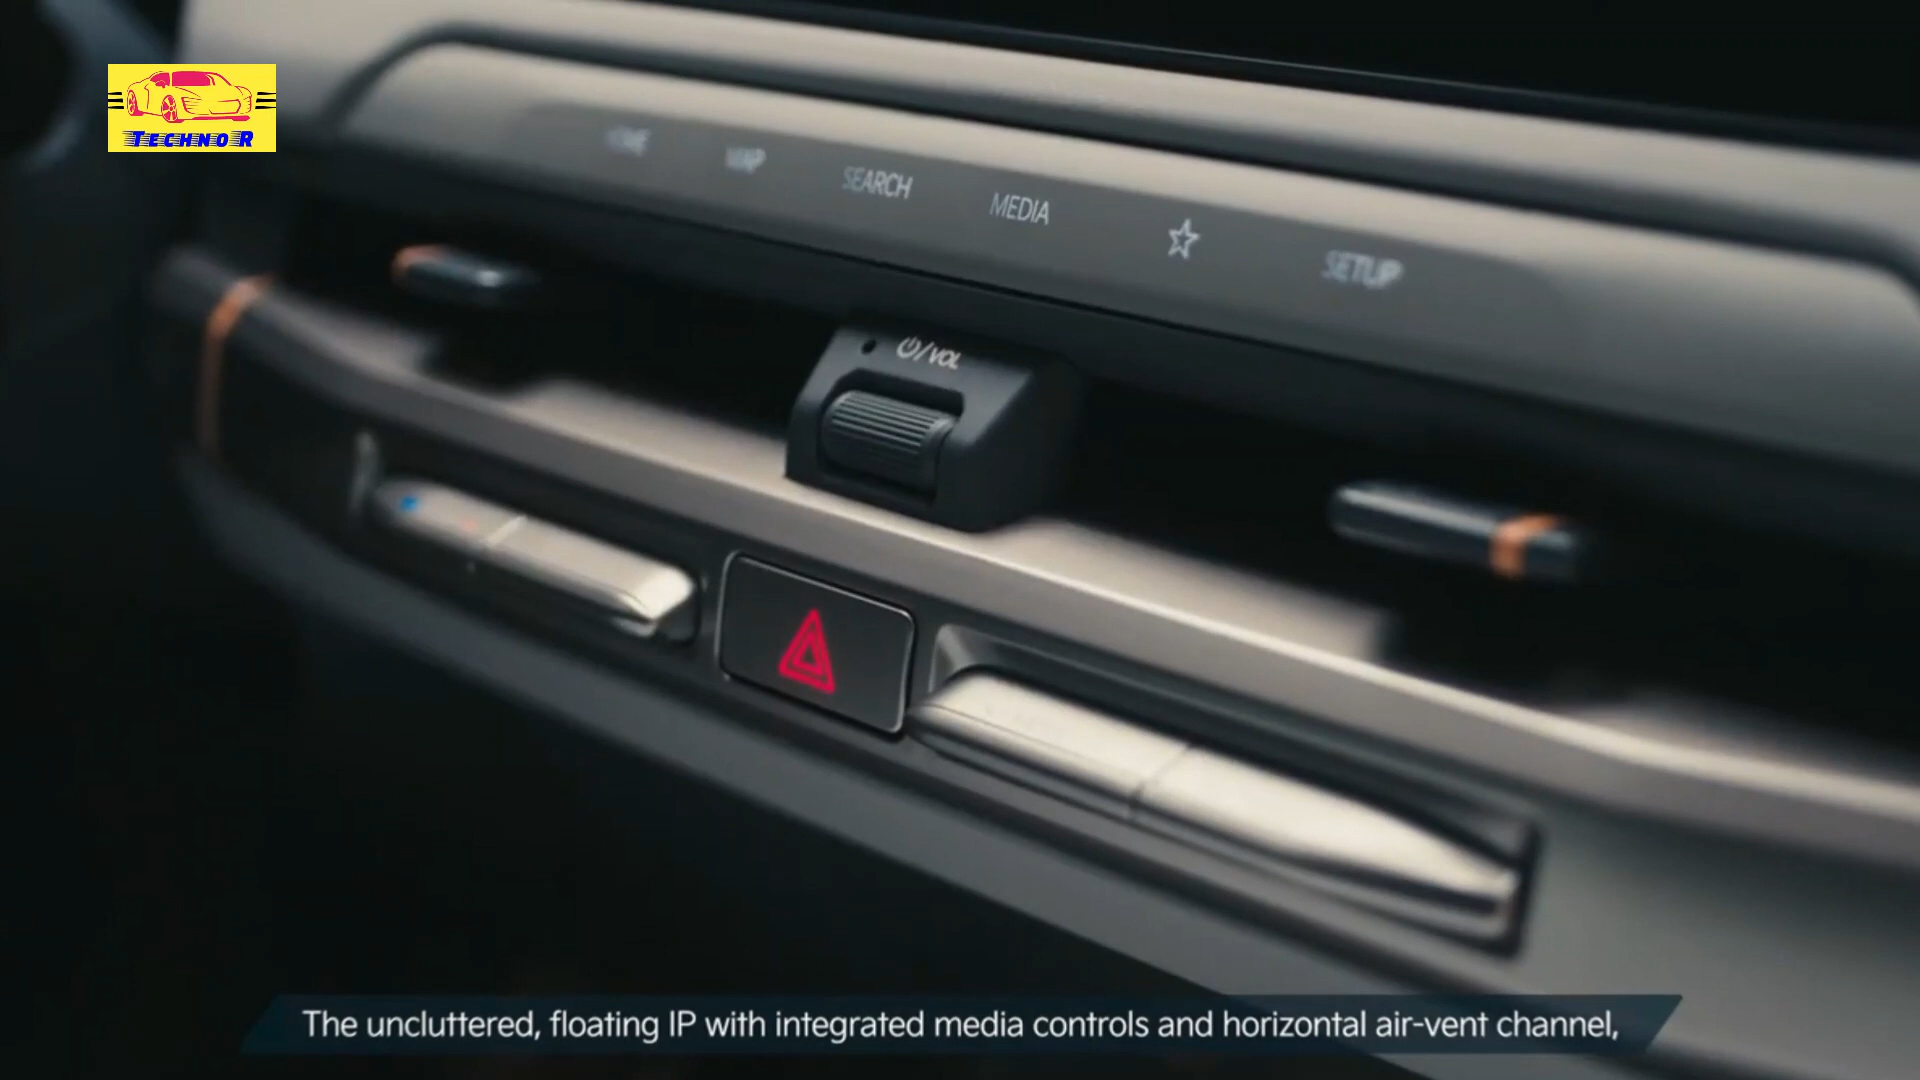 TECHNO R
HOME
MAP
SEARCH
MEDIA
SETUP
/VOL
The uncluttered, floating IP with integrated media controls and horizontal air-vent channel,